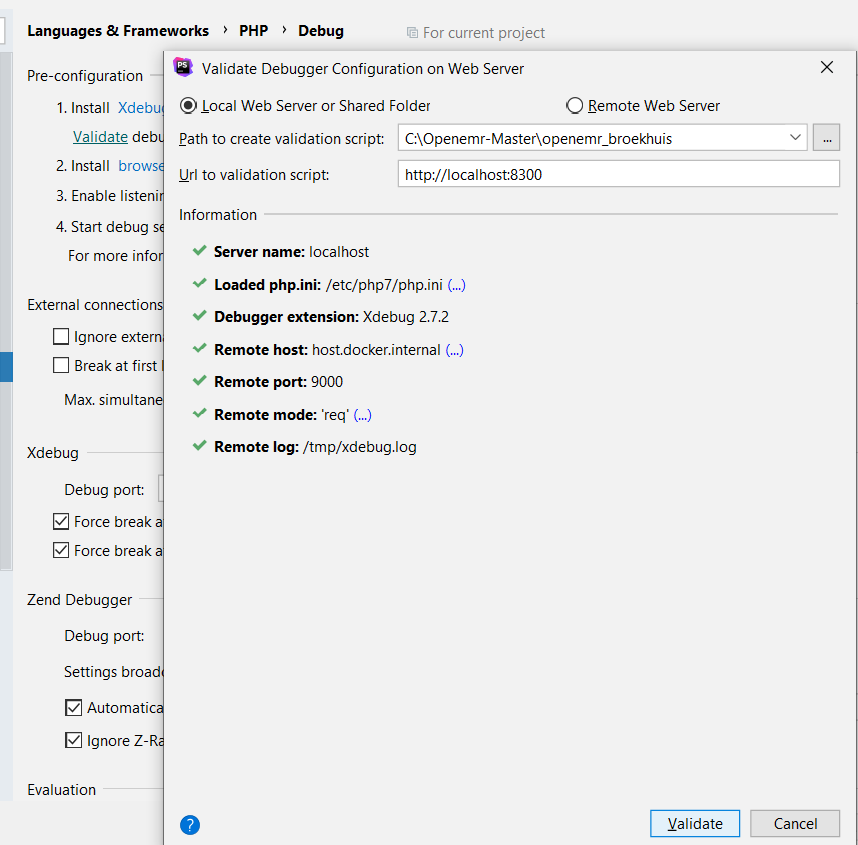 Languages & Frameworks › PHP › Debug For current project
PS Validate Debugger Configuration on Web Server
Pre-configuration
Local Web Server or Shared Folder Remote Web Server
1. Install Xdebug
Path to create validation script: C:\Openemr-Master\openemr_broekhuis ...
Validate debu
2. Install browse
Url to validation script: http://localhost:8300
3. Enable listenin
Information
4. Start debug se
For more infor
Server name: localhost
Loaded php.ini: /etc/php7/php.ini (...)
External connections
Debugger extension: Xdebug 2.7.2
Ignore externa
Remote host: host.docker.internal (...)
Break at first l
Remote port: 9000
Max. simultane
Remote mode: 'req' (...)
Remote log: /tmp/xdebug.log
Xdebug
Debug port:
Force break a
Force break a
Zend Debugger
Debug port:
Settings broadc
Automatica
Ignore Z-Ra
Evaluation
? Validate Cancel